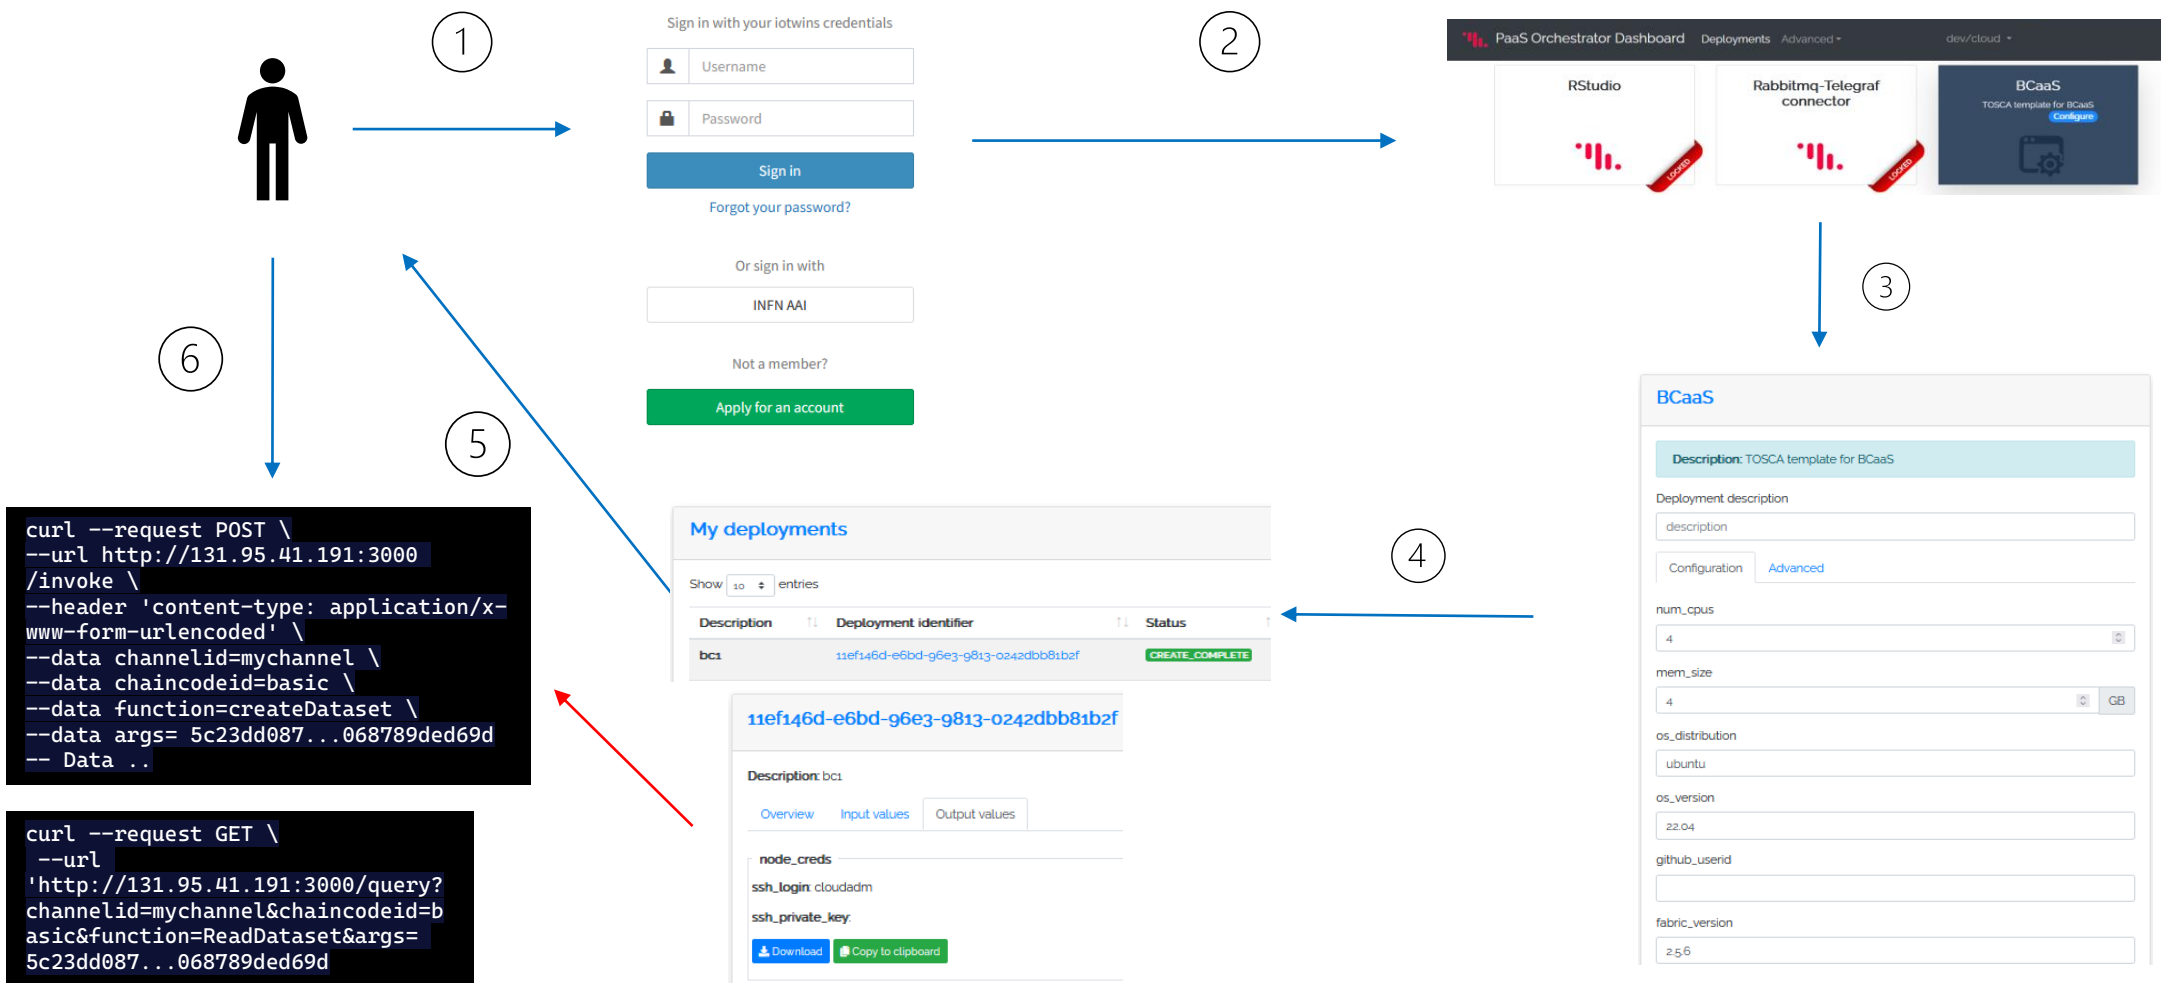 1
Sign in with your iotwins credentials
Username
Password
Sign in
Forgot your password?
Or sign in with
INFN AAI
Not a member?
Apply for an account
2
PaaS Orchestrator Dashboard Deployments Advanced dev/cloud
RStudio
LOCKED
Rabbitmq-Telegraf
connector
LOCKED
BCaaS
TOSCA template for BCaaS
Configure
3
BCaaS
Description: TOSCA template for BCaaS
Deployment description
description
Configuration Advanced
num_cpus
4
mem_size
4 GB
os_distribution
ubuntu
os_version
22.04
github_userid
fabric_version
2.5.6
4
My deployments
Show 10 entries
Description Deployment identifier Status
bc1 11ef146d-e6bd-96e3-9813-0242dbb81b2f CREATE_COMPLETE
11ef146d-e6bd-96e3-9813-0242dbb81b2f
Description: bc1
Overview Input values Output values
node_creds
ssh_login: cloudadm
ssh_private_key:
Download Copy to clipboard
5
6
curl --request POST \
--url http://131.95.41.191:3000
/invoke \
--header 'content-type: application/x-
www-form-urlencoded' \
--data channelid=mychannel \
--data chaincodeid=basic \
--data function=createDataset \
--data args= 5c23dd087...068789ded69d
-- Data ..
curl --request GET \
--url
'http://131.95.41.191:3000/query?
channelid=mychannel&chaincodeid=b
asic&function=ReadDataset&args=
5c23dd087...068789ded69d